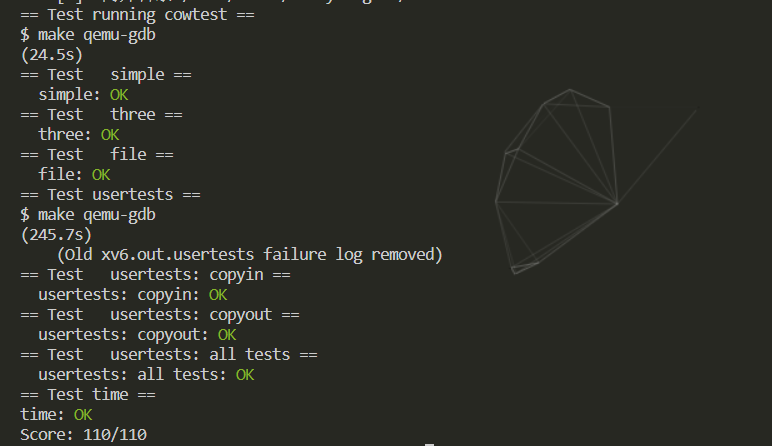 == Test running cowtest ==
$ make qemu-gdb
(24.5s)
== Test   simple ==
  simple: OK
== Test   three ==
  three: OK
== Test   file ==
  file: OK
== Test usertests ==
$ make qemu-gdb
(245.7s)
    (Old xv6.out.usertests failure log removed)
== Test   usertests: copyin ==
  usertests: copyin: OK
== Test   usertests: copyout ==
  usertests: copyout: OK
== Test   usertests: all tests ==
  usertests: all tests: OK
== Test time ==
time: OK
Score: 110/110